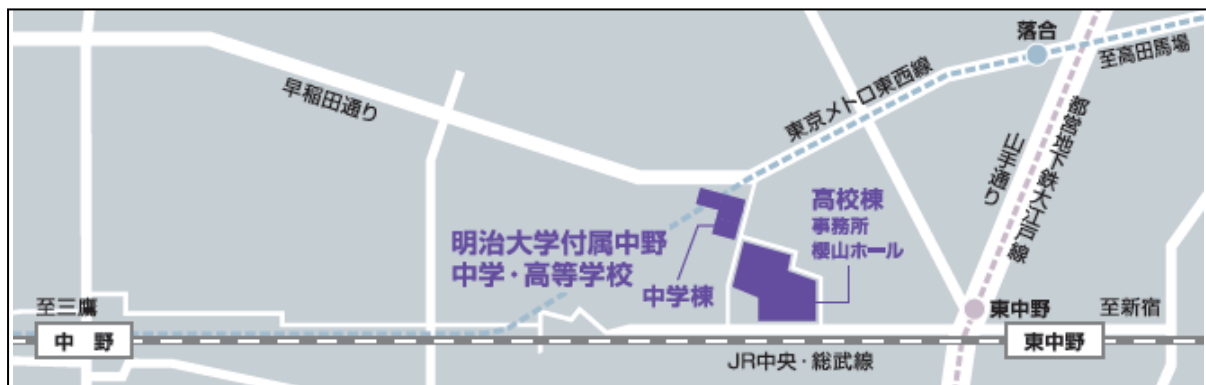 落合
至高田馬場
早稲田通り
東京メトロ東西線
都営地下鉄大江戸線
山手通り
高校棟
事務所
櫻山ホール
明治大学付属中野
中学・高等学校
中学棟
至三鷹
中 野
東中野
至新宿
東中野
JR中央・総武線